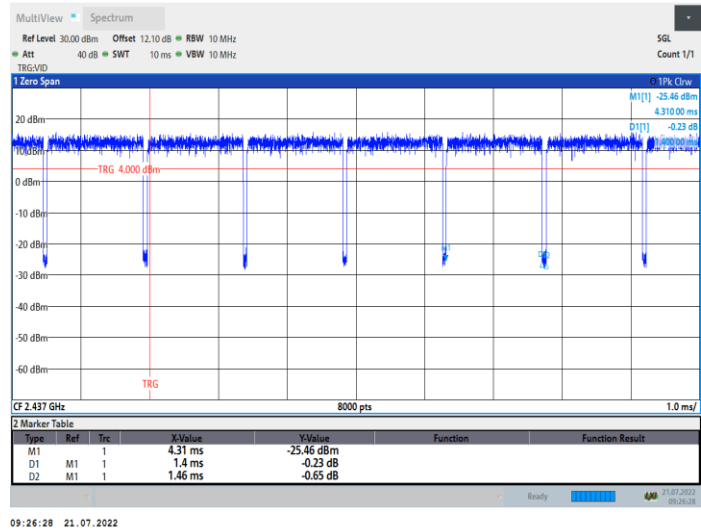 MultiView Spectrum
Ref Level 30.00 dBm Offset 12.10 dB RBW 10 MHz SGL
Att 40 dB SWT 10 ms VBW 10 MHz Count 1/1
TRG:VID
1 Zero Span 1Pk Clrw
M1[1] -25.46 dBm
4.310 00 ms
D1[1] -0.23 dB
1.400 00 ms
20 dBm
10 dBm
TRG 4.000 dBm
0 dBm
-10 dBm
-20 dBm
M1
-30 dBm
-40 dBm
-50 dBm
-60 dBm
TRG
CF 2.437 GHz 8000 pts 1.0 ms/
2 Marker Table
Type Ref Trc X-Value Y-Value Function Function Result
M1 1 4.31 ms -25.46 dBm
D1 M1 1 1.4 ms -0.23 dB
D2 M1 1 1.46 ms -0.65 dB
Ready 21.07.2022
09:26:28
09:26:28 21.07.2022